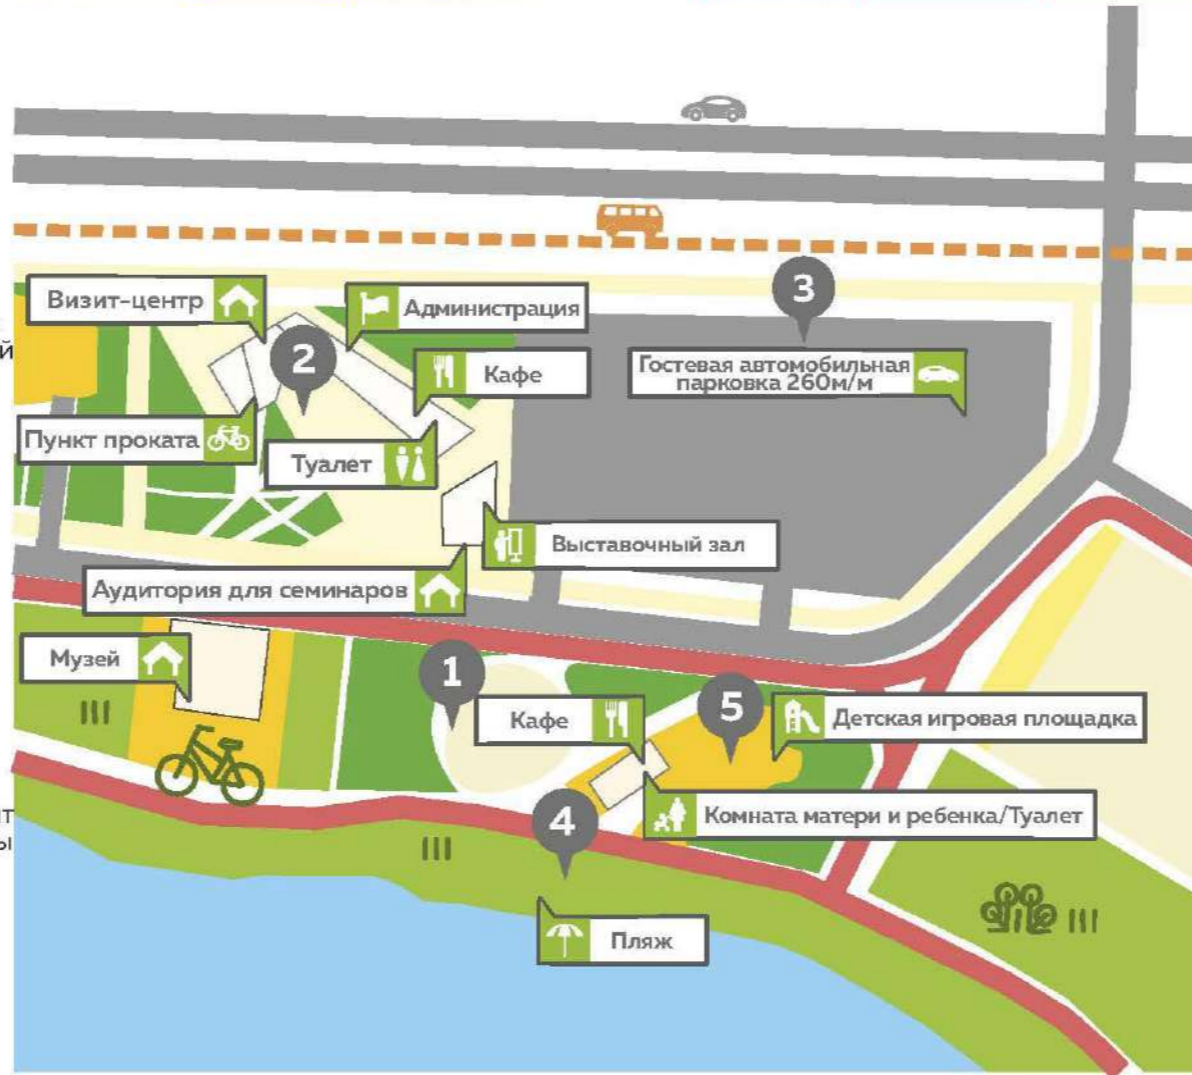 3
Визит-центр
Администрация
й
2
Кафе
Гостевая автомобильная
парковка 260м/м
Пункт проката
Туалет
Выставочный зал
Аудитория для семинаров
Музей
1
5
Кафе
Детская игровая площадка
4
Комната матери и ребенка/Туалет
т
ы
Пляж